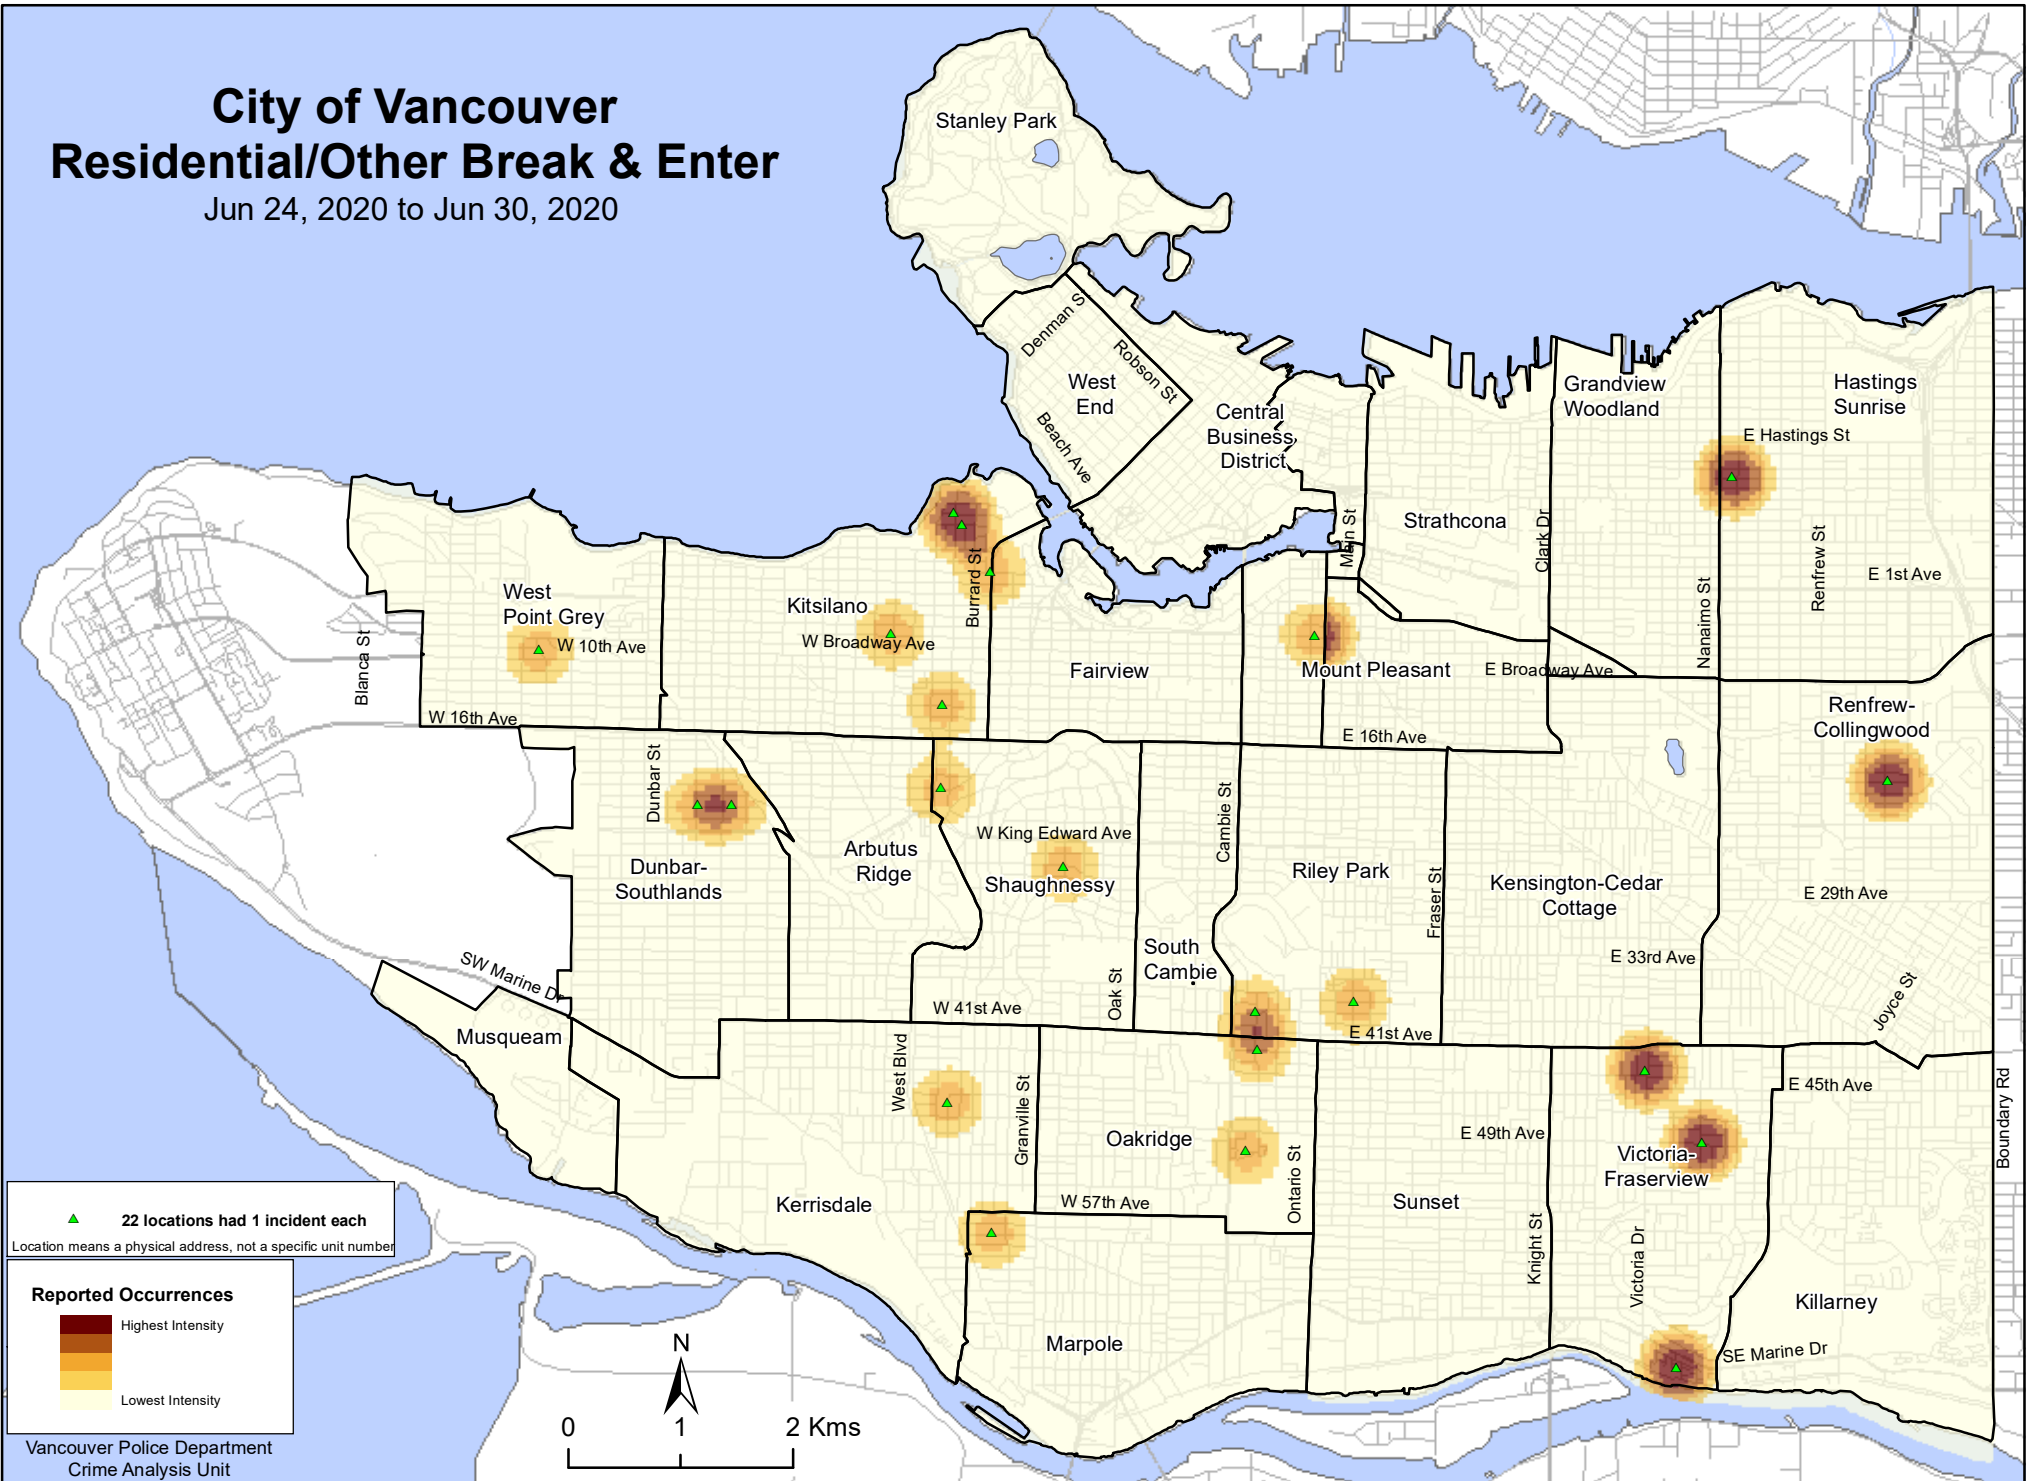 City of Vancouver
Residential/Other Break & Enter
Jun 24, 2020 to Jun 30, 2020
Stanley Park
Denman S
Robson St
West
End
Beach Ave
Central
Business
District
Grandview
Woodland
Hastings
Sunrise
E Hastings St
Strathcona
Main St
Clark Dr
Nanaimo St
Renfrew St
E 1st Ave
West
Point Grey
W 10th Ave
Blanca St
W 16th Ave
Kitsilano
W Broadway Ave
Burrard St
Fairview
Mount Pleasant
E Broadway Ave
E 16th Ave
Renfrew-
Collingwood
Dunbar St
Dunbar-
Southlands
Arbutus
Ridge
W King Edward Ave
Shaughnessy
Cambie St
Riley Park
Fraser St
Kensington-Cedar
Cottage
E 29th Ave
South
Cambie
Oak St
E 33rd Ave
Joyce St
SW Marine Dr
W 41st Ave
E 41st Ave
Musqueam
West Blvd
Granville St
Oakridge
Ontario St
E 49th Ave
E 45th Ave
Boundary Rd
Victoria-
Fraserview
Kerrisdale
W 57th Ave
Sunset
Knight St
Victoria Dr
Killarney
Marpole
SE Marine Dr
22 locations had 1 incident each
Location means a physical address, not a specific unit number
Reported Occurrences
Highest Intensity
Lowest Intensity
Vancouver Police Department
Crime Analysis Unit
N
0 1 2 Kms